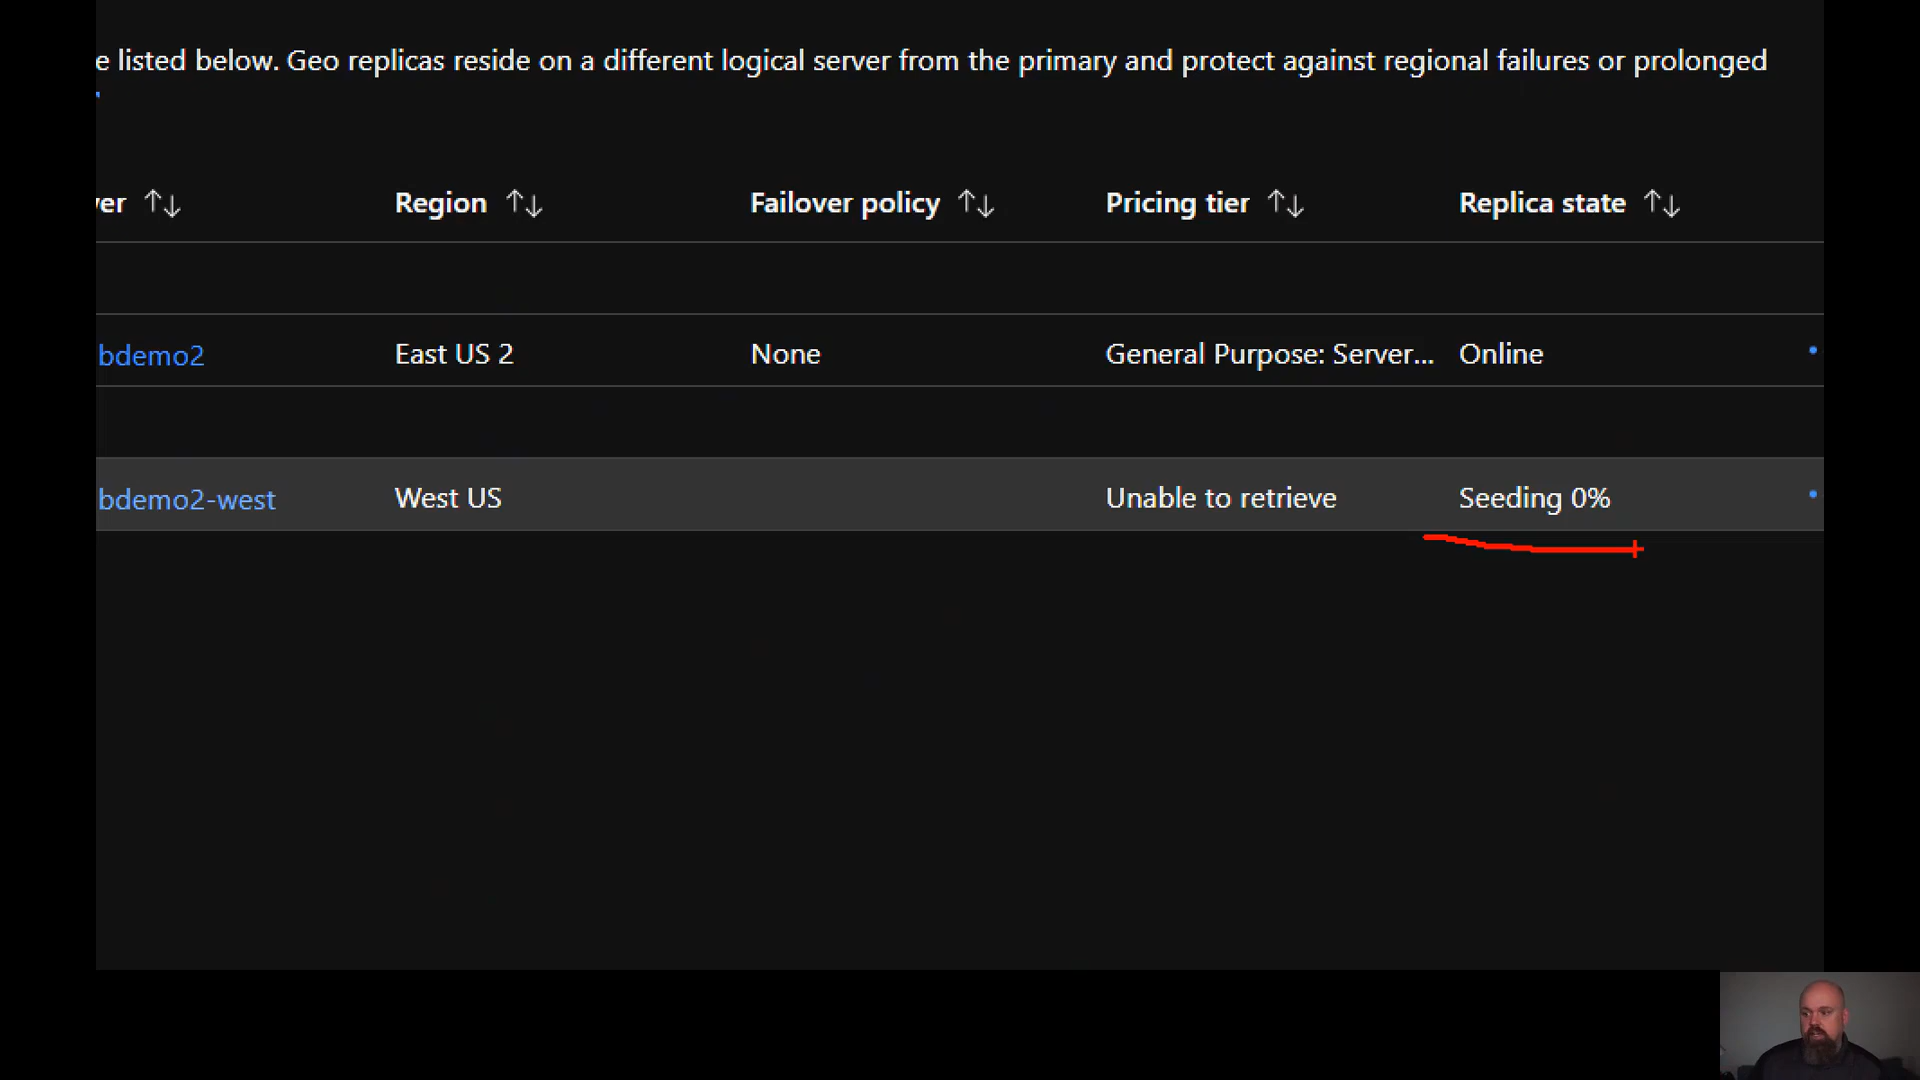 e listed below. Geo replicas reside on a different logical server from the primary and protect against regional failures or prolonged
er Region Failover policy Pricing tier Replica state
bdemo2 East US 2 None General Purpose: Server... Online
bdemo2-west West US Unable to retrieve Seeding 0%